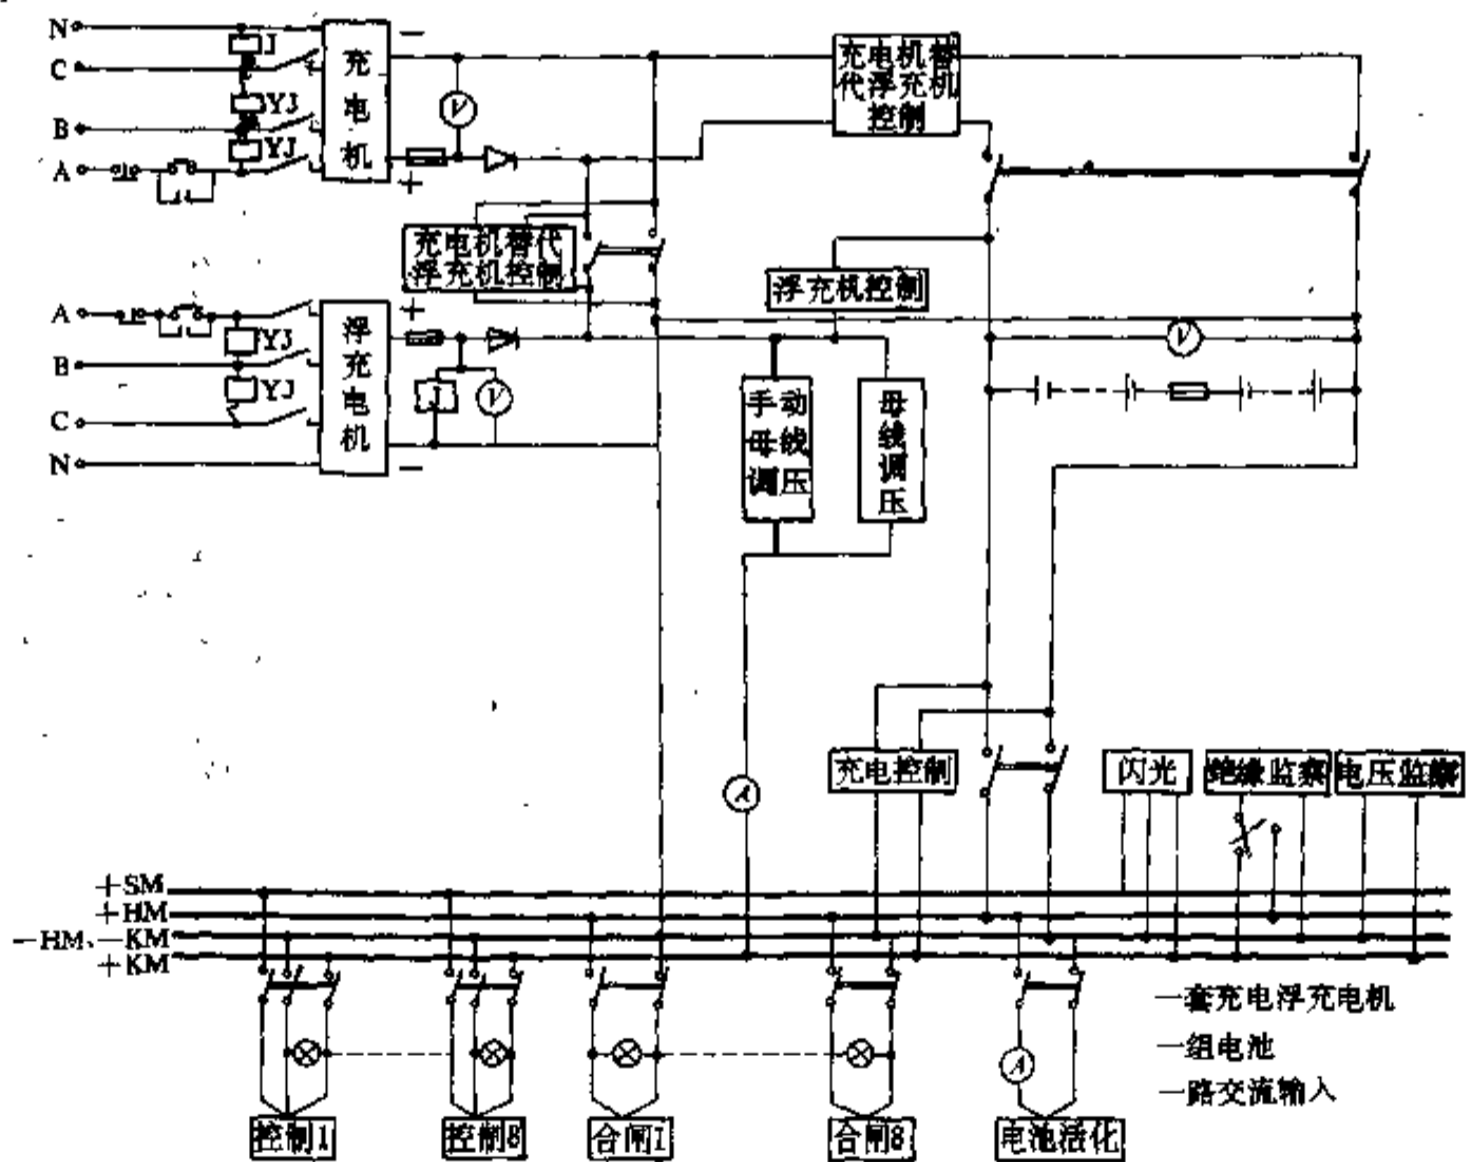 N
J
C
YJ
B
YJ
A
充电机
−
+
V
充电机替
代浮充机
控制
充电机替代
浮充机控制
浮充机控制
A
YJ
B
YJ
C
N
浮充电机
+
−
J
V
V
手动
母线
调压
母线调压
A
充电控制
闪光
绝缘监察
电压监察
+SM
+HM
−HM、−KM
+KM
A
控制1
控制8
合闸1
合闸8
电池活化
一套充电浮充电机
一组电池
一路交流输入